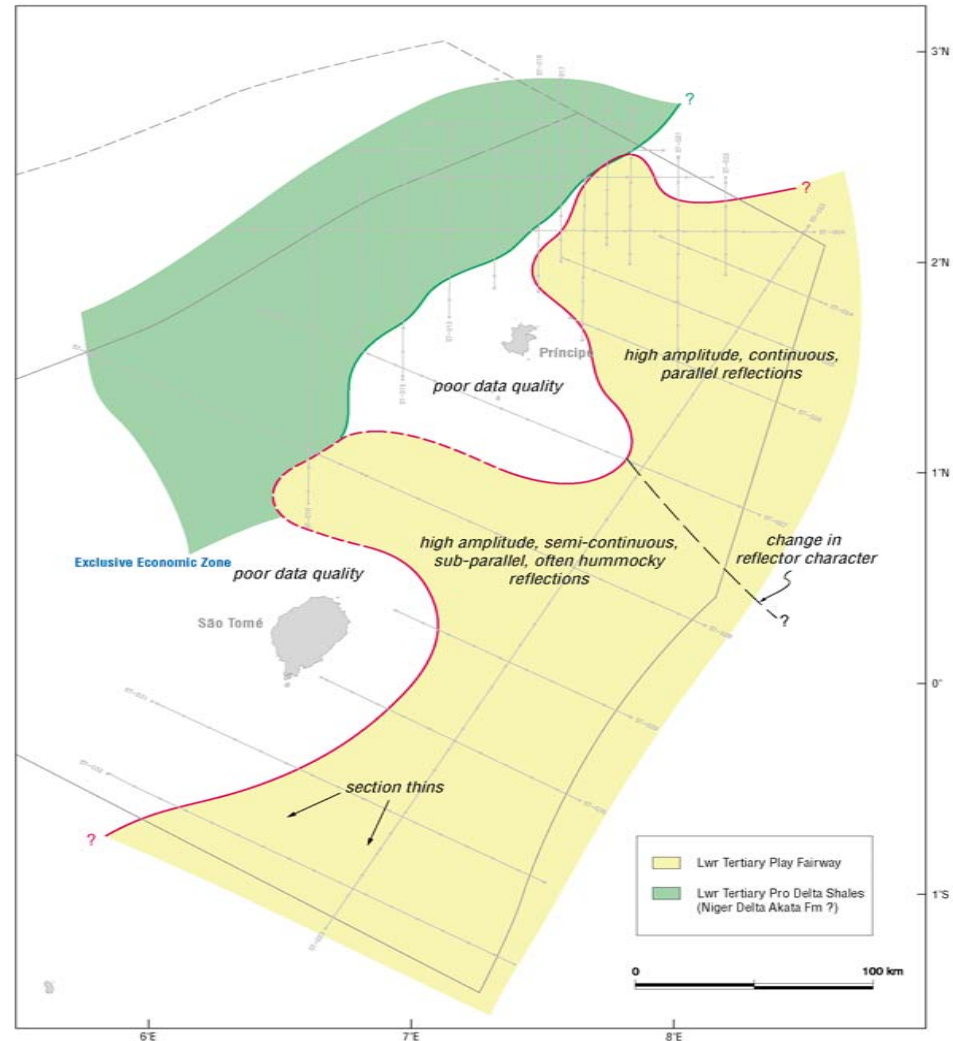 3°N
?
?
2°N
Príncipe
high amplitude, continuous,
parallel reflections
poor data quality
1°N
high amplitude, semi-continuous,
sub-parallel, often hummocky
reflections
change in
reflector character
?
Exclusive Economic Zone
poor data quality
São Tomé
0°
section thins
?
Lwr Tertiary Play Fairway
Lwr Tertiary Pro Delta Shales
(Niger Delta Akata Fm ?)
1°S
0
100 km
6°E
7°E
8°E